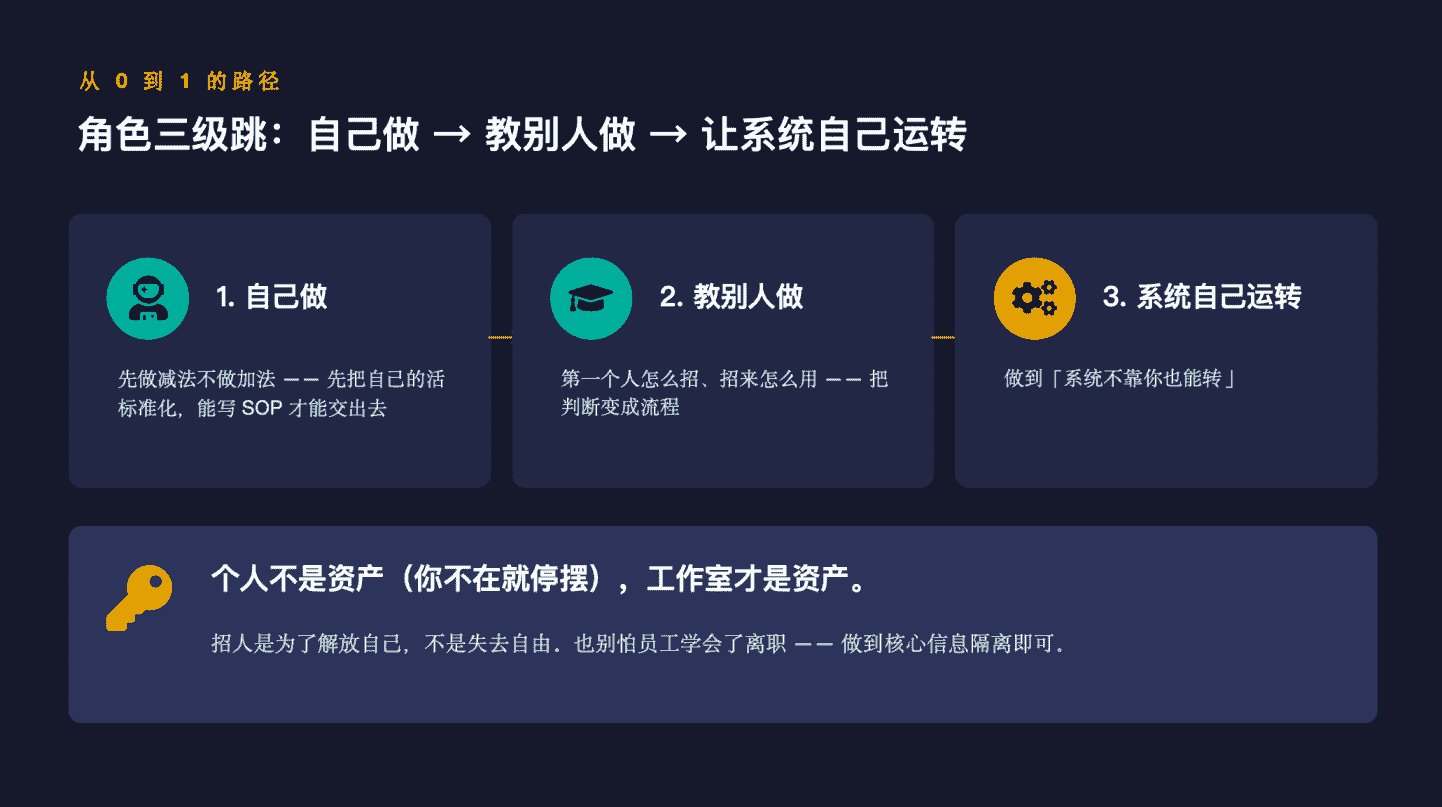 从 0 到 1 的路径
角色三级跳：自己做 → 教别人做 → 让系统自己运转
1. 自己做
先做减法不做加法 —— 先把自己的活
标准化，能写 SOP 才能交出去
2. 教别人做
第一个人怎么招、招来怎么用 —— 把
判断变成流程
3. 系统自己运转
做到「系统不靠你也能转」
个人不是资产（你不在就停摆），工作室才是资产。
招人是为了解放自己，不是失去自由。也别怕员工学会了离职 —— 做到核心信息隔离即可。